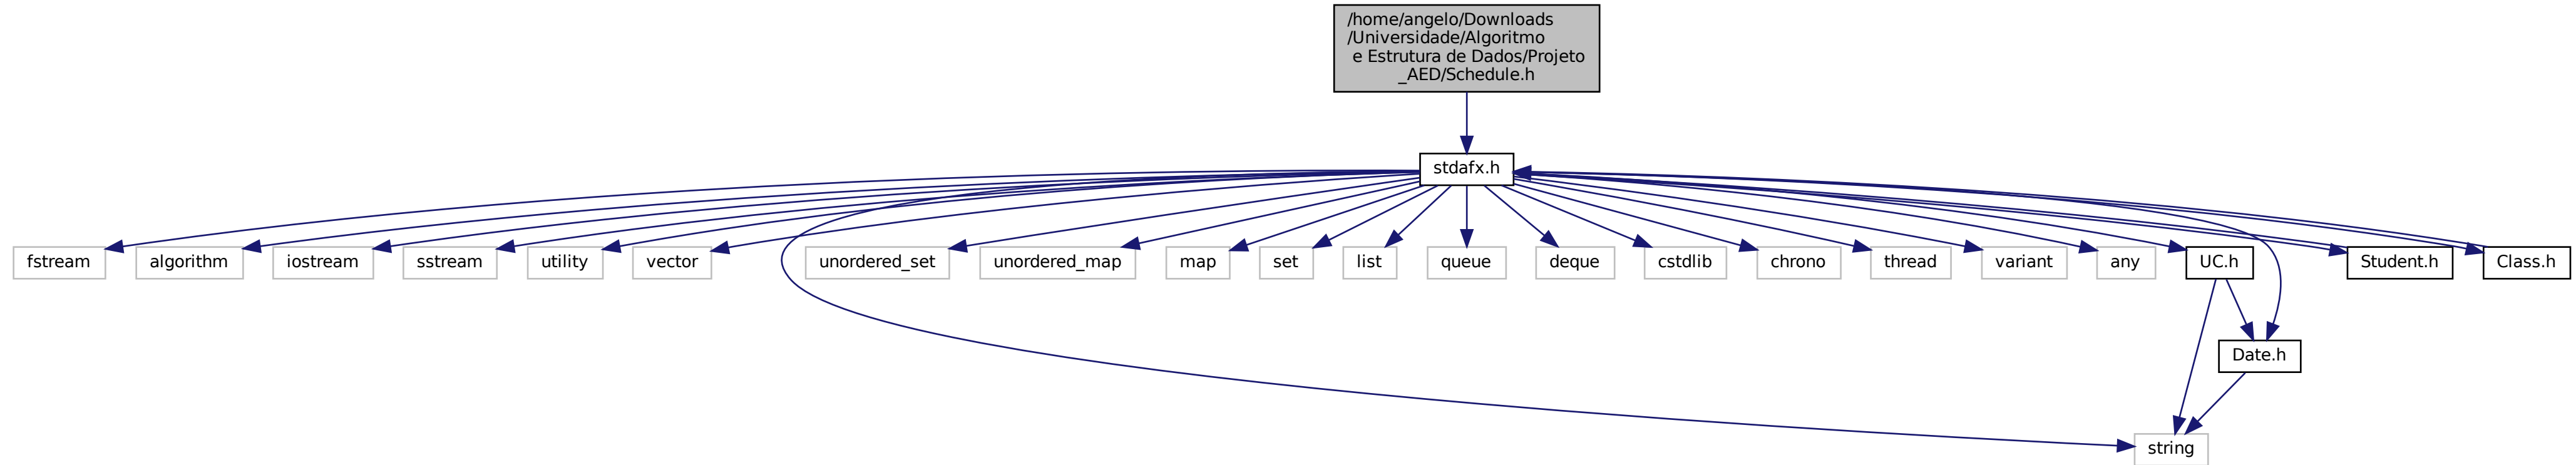 /home/angelo/Downloads
/Universidade/Algoritmo
e Estrutura de Dados/Projeto
_AED/Schedule.h
stdafx.h
fstream
algorithm
iostream
sstream
utility
vector
unordered_set
unordered_map
map
set
list
queue
deque
cstdlib
chrono
thread
variant
any
UC.h
Student.h
Class.h
Date.h
string